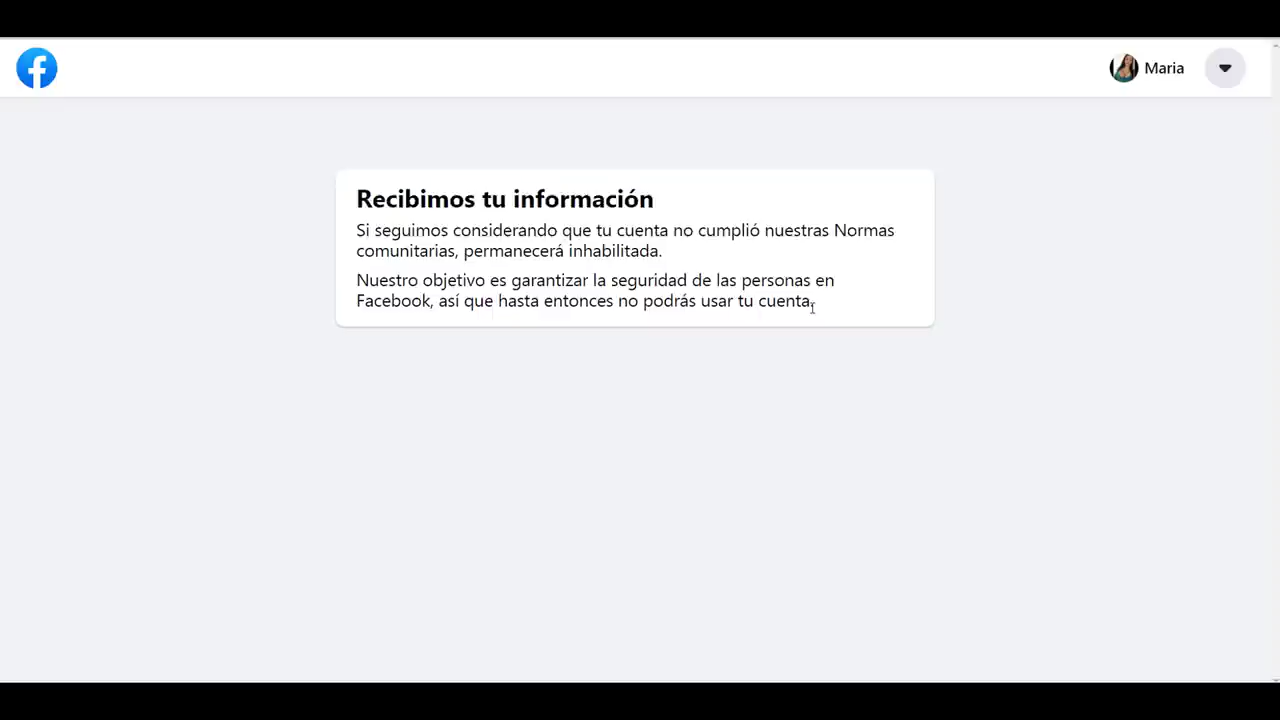 Maria
Recibimos tu información
Si seguimos considerando que tu cuenta no cumplió nuestras Normas
comunitarias, permanecerá inhabilitada.
Nuestro objetivo es garantizar la seguridad de las personas en
Facebook, así que hasta entonces no podrás usar tu cuenta.